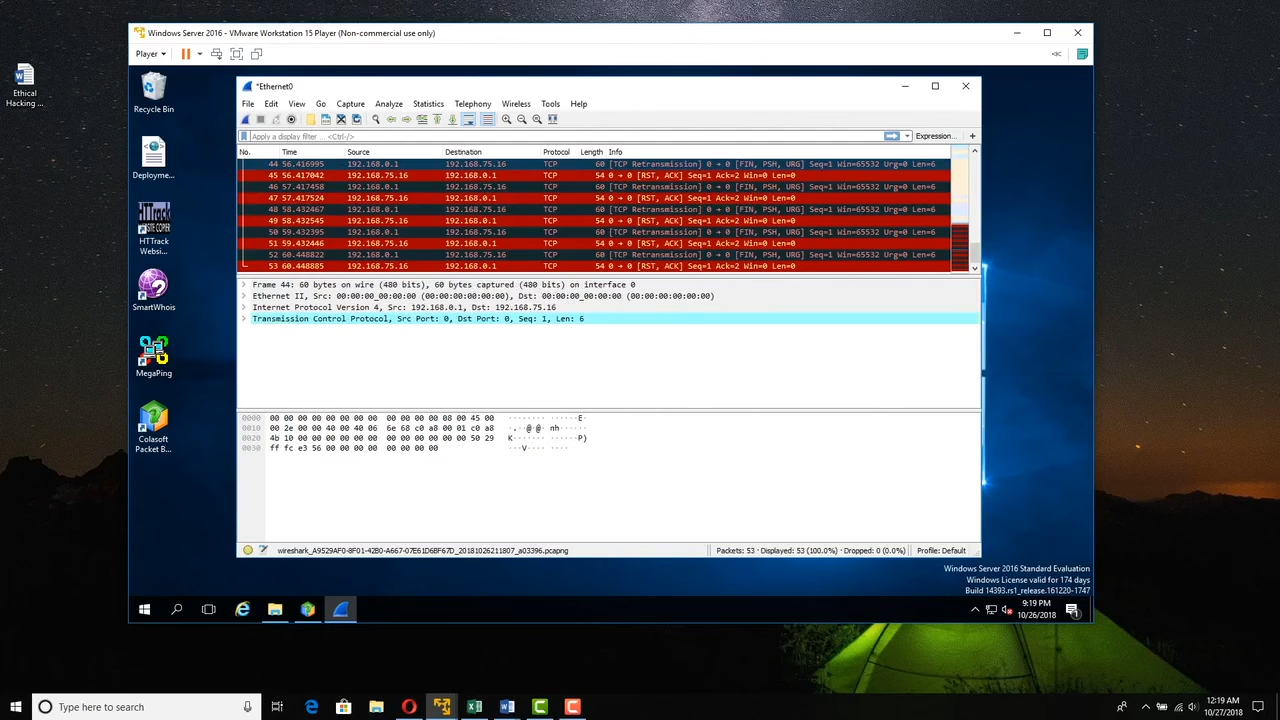 Windows Server 2016 - VMware Workstation 15 Player (Non-commercial use only)
Player
Ethical
Hacking ...
Recycle Bin
Deployme...
HTTrack
Websi...
SmartWhois
MegaPing
Colasoft
Packet B...
*Ethernet0
File Edit View Go Capture Analyze Statistics Telephony Wireless Tools Help
Apply a display filter ... <Ctrl-/> Expression... +
No. Time Source Destination Protocol Length Info
44 56.416995 192.168.0.1 192.168.75.16 TCP 60 [TCP Retransmission] 0 → 0 [FIN, PSH, URG] Seq=1 Win=65532 Urg=0 Len=6
45 56.417042 192.168.75.16 192.168.0.1 TCP 54 0 → 0 [RST, ACK] Seq=1 Ack=2 Win=0 Len=0
46 57.417458 192.168.0.1 192.168.75.16 TCP 60 [TCP Retransmission] 0 → 0 [FIN, PSH, URG] Seq=1 Win=65532 Urg=0 Len=6
47 57.417524 192.168.75.16 192.168.0.1 TCP 54 0 → 0 [RST, ACK] Seq=1 Ack=2 Win=0 Len=0
48 58.432467 192.168.0.1 192.168.75.16 TCP 60 [TCP Retransmission] 0 → 0 [FIN, PSH, URG] Seq=1 Win=65532 Urg=0 Len=6
49 58.432545 192.168.75.16 192.168.0.1 TCP 54 0 → 0 [RST, ACK] Seq=1 Ack=2 Win=0 Len=0
50 59.432395 192.168.0.1 192.168.75.16 TCP 60 [TCP Retransmission] 0 → 0 [FIN, PSH, URG] Seq=1 Win=65532 Urg=0 Len=6
51 59.432446 192.168.75.16 192.168.0.1 TCP 54 0 → 0 [RST, ACK] Seq=1 Ack=2 Win=0 Len=0
52 60.448822 192.168.0.1 192.168.75.16 TCP 60 [TCP Retransmission] 0 → 0 [FIN, PSH, URG] Seq=1 Win=65532 Urg=0 Len=6
53 60.448885 192.168.75.16 192.168.0.1 TCP 54 0 → 0 [RST, ACK] Seq=1 Ack=2 Win=0 Len=0
Frame 44: 60 bytes on wire (480 bits), 60 bytes captured (480 bits) on interface 0
Ethernet II, Src: 00:00:00_00:00:00 (00:00:00:00:00:00), Dst: 00:00:00_00:00:00 (00:00:00:00:00:00)
Internet Protocol Version 4, Src: 192.168.0.1, Dst: 192.168.75.16
Transmission Control Protocol, Src Port: 0, Dst Port: 0, Seq: 1, Len: 6
0000 00 00 00 00 00 00 00 00 00 00 00 00 08 00 45 00 ········ ······E·
0010 00 2e 00 00 40 00 40 06 6e 68 c0 a8 00 01 c0 a8 ·.··@·@· nh······
0020 4b 10 00 00 00 00 00 00 00 00 00 00 00 00 50 29 K······· ······P)
0030 ff fc e3 56 00 00 00 00 00 00 00 00 ···V···· ····
wireshark_A9529AF0-8F01-42B0-A667-07E61D6BF67D_20181026211807_a03396.pcapng
Packets: 53 · Displayed: 53 (100.0%) · Dropped: 0 (0.0%) Profile: Default
Windows Server 2016 Standard Evaluation
Windows License valid for 174 days
Build 14393.rs1_release.161220-1747
9:19 PM
10/26/2018
1
Type here to search
12:19 AM
10/27/2018